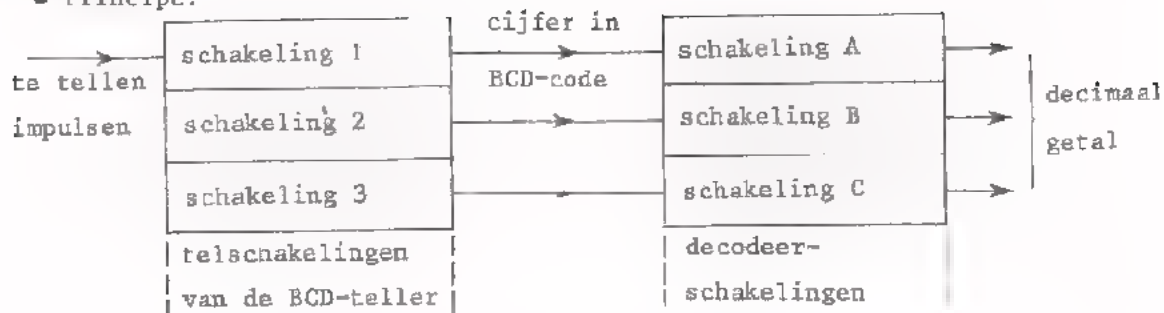 • Principe:
te tellen
impulsen
schakeling 1
schakeling 2
schakeling 3
telschakelingen
van de BCD-teller
cijfer in
BCD-code
schakeling A
schakeling B
schakeling C
decodeer-
schakelingen
decimaal
getal